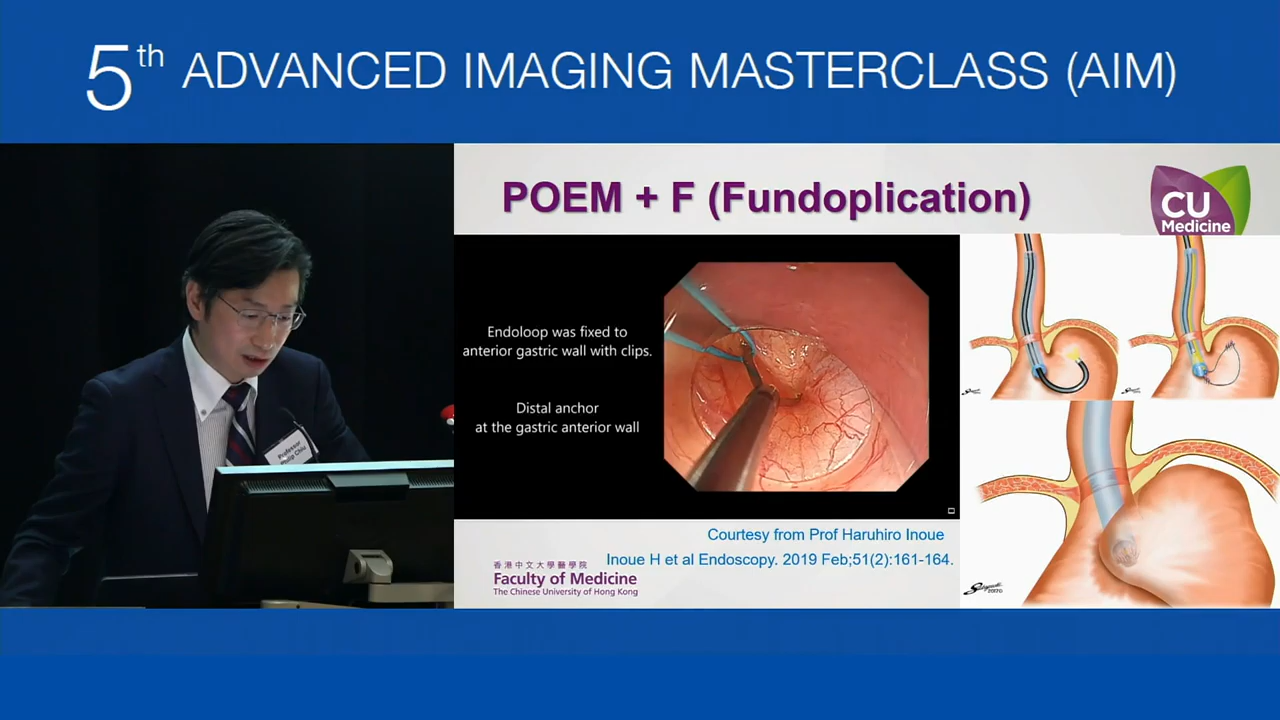 5th ADVANCED IMAGING MASTERCLASS (AIM)
POEM + F (Fundoplication)
CU
Medicine
Endoloop was fixed to
anterior gastric wall with clips.
Distal anchor
at the gastric anterior wall
Professor
Philip Chiu
Courtesy from Prof Haruhiro Inoue
Inoue H et al Endoscopy. 2019 Feb;51(2):161-164.
香港中文大學醫學院
Faculty of Medicine
The Chinese University of Hong Kong